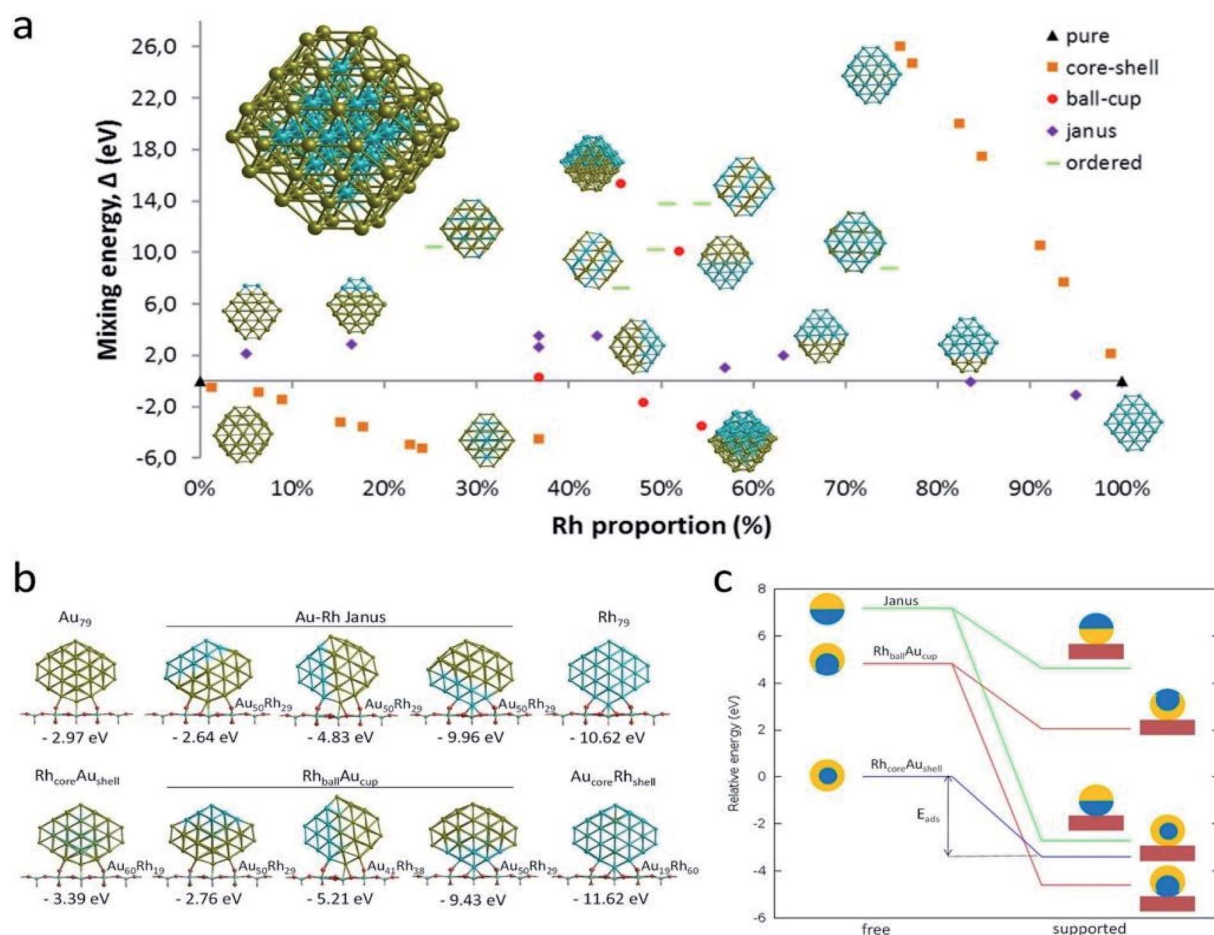 a
Mixing energy, Δ (eV)
26,0
22,0
18,0
14,0
10,0
6,0
2,0
-2,0
-6,0
0%
10%
20%
30%
40%
50%
60%
70%
80%
90%
100%
Rh proportion (%)
pure
core-shell
ball-cup
janus
ordered
b
Au79
Au-Rh Janus
Rh79
Au50Rh29
Au50Rh29
Au50Rh29
- 2.97 eV
- 2.64 eV
- 4.83 eV
- 9.96 eV
- 10.62 eV
RhcoreAushell
RhballAucup
AucoreRhshell
Au60Rh19
Au50Rh29
Au41Rh38
Au50Rh29
Au19Rh60
- 3.39 eV
- 2.76 eV
- 5.21 eV
- 9.43 eV
- 11.62 eV
c
Relative energy (eV)
8
6
4
2
0
-2
-4
-6
Janus
RhballAucup
RhcoreAushell
Eads
free
supported